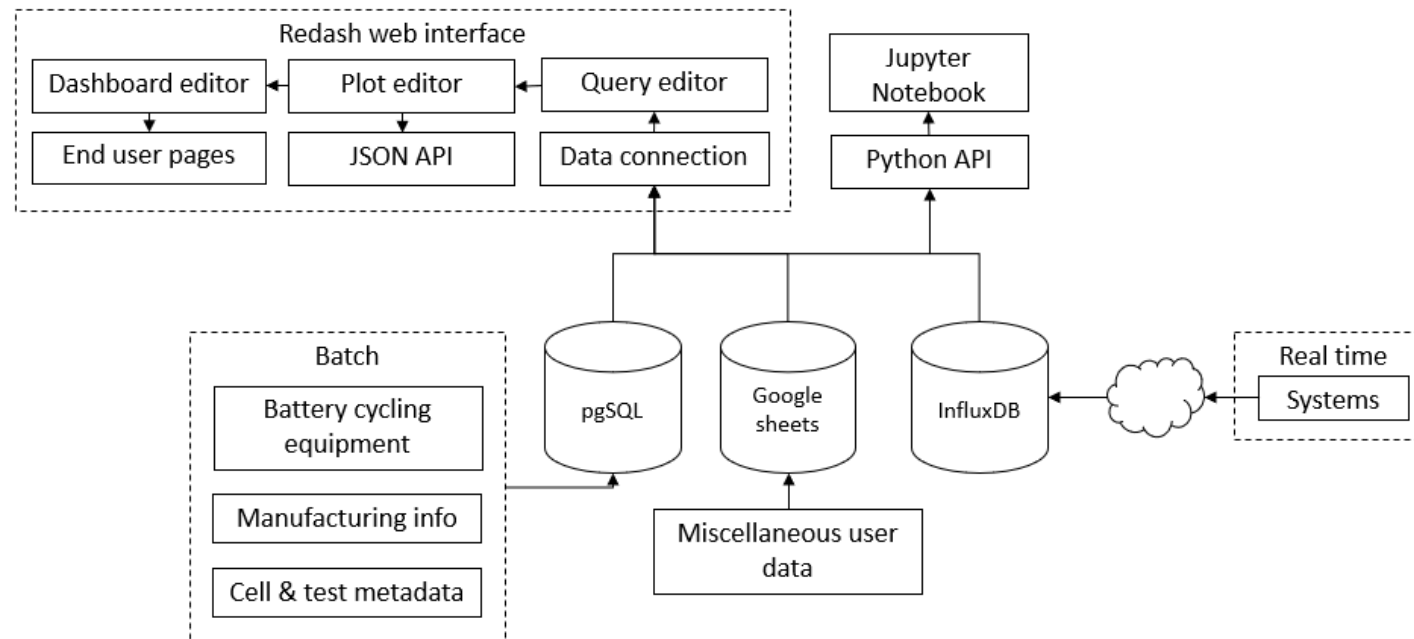 Redash web interface
Dashboard editor
Plot editor
Query editor
End user pages
JSON API
Data connection
Jupyter
Notebook
Python API
Batch
Battery cycling
equipment
Manufacturing info
Cell & test metadata
pgSQL
Google
sheets
InfluxDB
Miscellaneous user
data
Real time
Systems